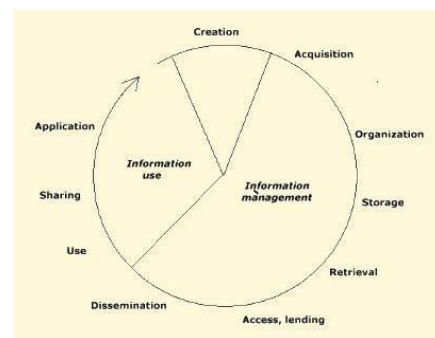 Creation
Acquisition
Organization
Storage
Retrieval
Access, lending
Dissemination
Use
Sharing
Application
Information
use
Information
management